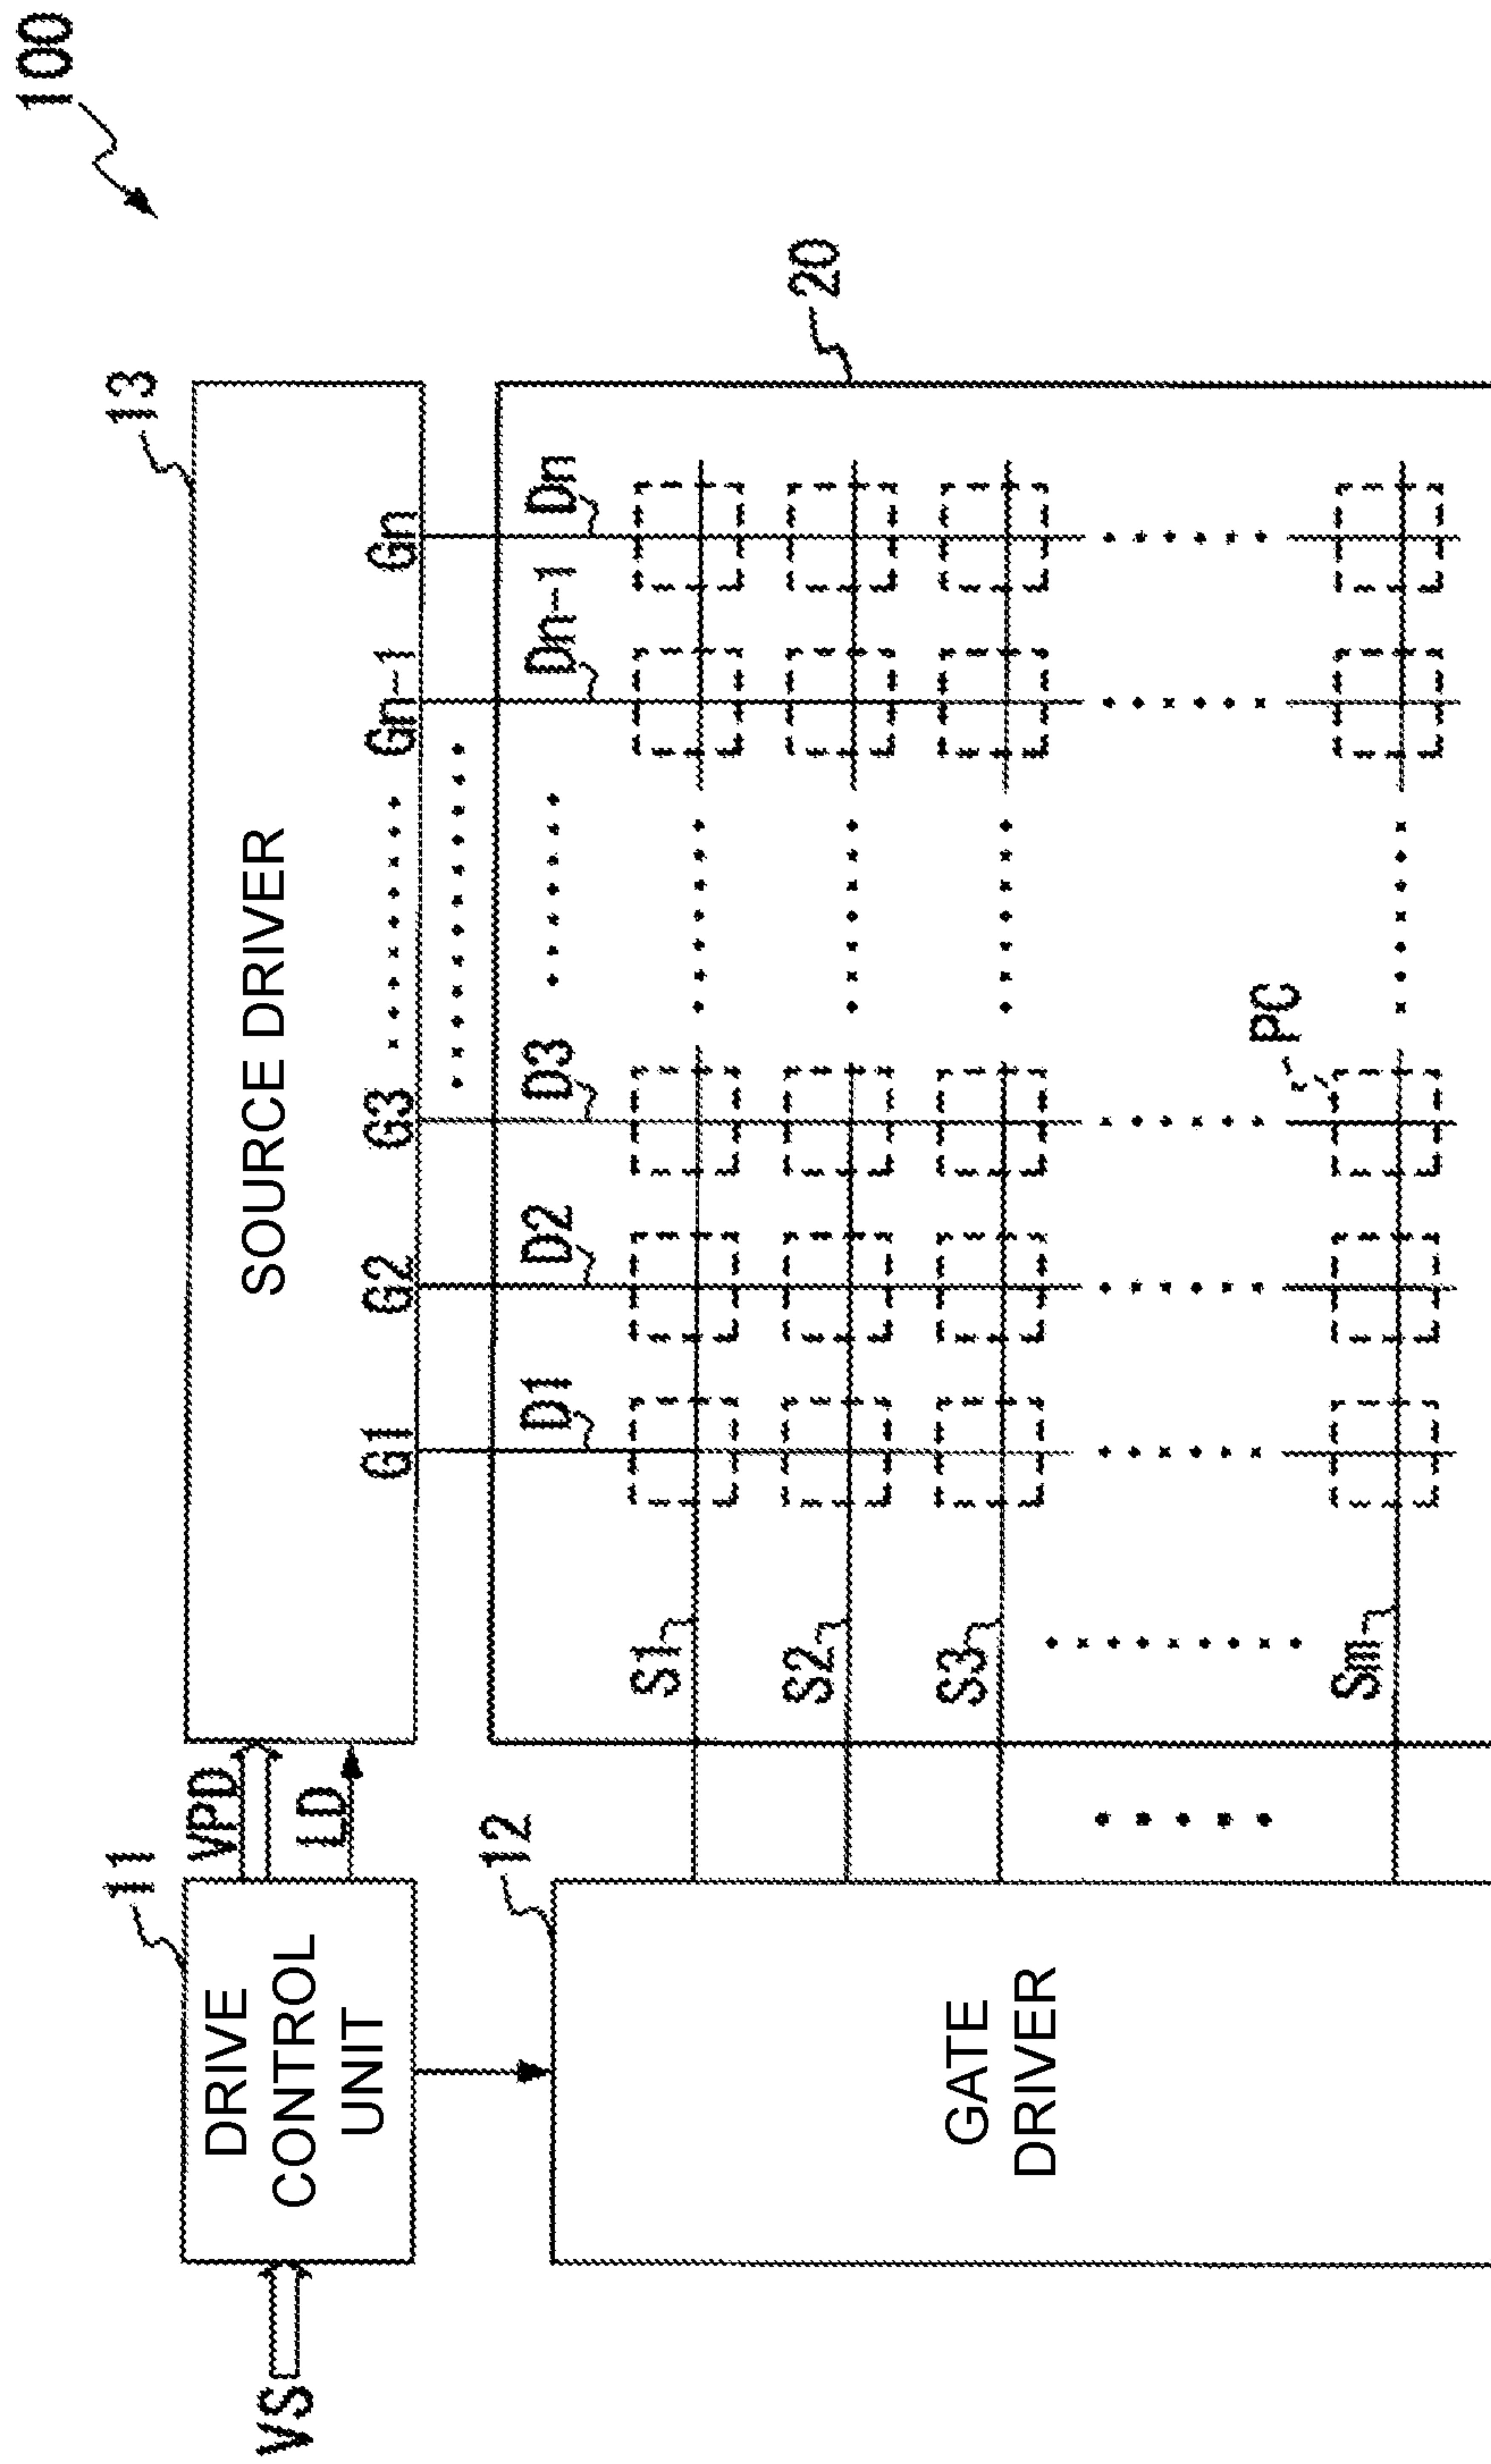 100
13
SOURCE DRIVER
G1 G2 G3 Gn-1 Gn
11
DRIVE
CONTROL
UNIT
VS
VPD
LD
20
D1 D2 D3 Dn-1 Dn
12
GATE
DRIVER
S1
S2
S3
Sm
PC